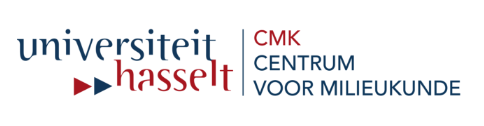 universiteit
hasselt
CMK
CENTRUM
VOOR MILIEUKUNDE